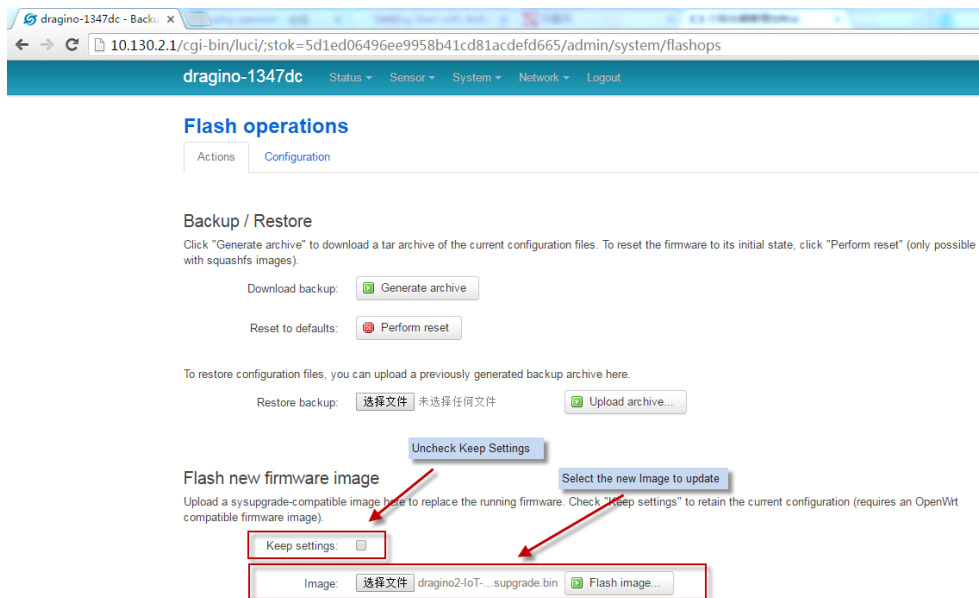 dragino-1347dc - Backu
10.130.2.1/cgi-bin/luci/;stok=5d1ed06496ee9958b41cd81acdefd665/admin/system/flashops
dragino-1347dc Status Sensor System Network Logout
Flash operations
Actions Configuration
Backup / Restore
Click "Generate archive" to download a tar archive of the current configuration files. To reset the firmware to its initial state, click "Perform reset" (only possible
with squashfs images).
Download backup: Generate archive
Reset to defaults: Perform reset
To restore configuration files, you can upload a previously generated backup archive here.
Restore backup: 选择文件 未选择任何文件 Upload archive...
Uncheck Keep Settings
Flash new firmware image
Select the new Image to update
Upload a sysupgrade-compatible image here to replace the running firmware. Check "Keep settings" to retain the current configuration (requires an OpenWrt
compatible firmware image).
Keep settings:
Image: 选择文件 dragino2-IoT-...supgrade.bin Flash image...